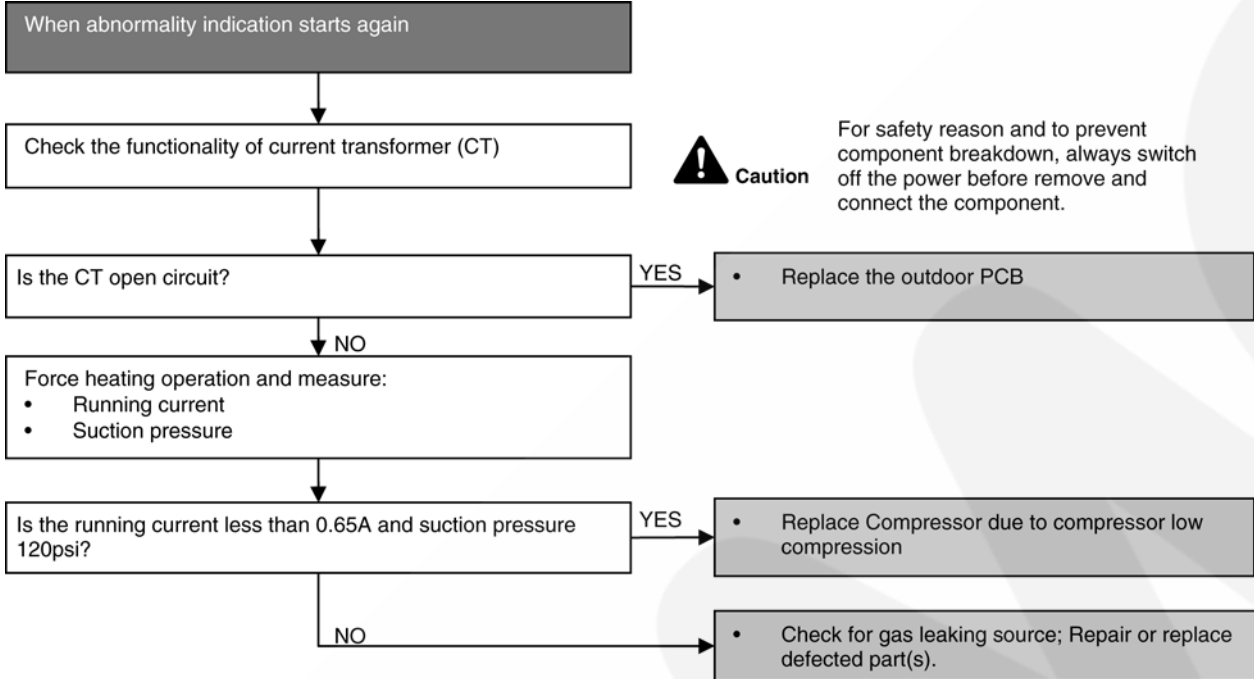 When abnormality indication starts again
Check the functionality of current transformer (CT)
Caution
For safety reason and to prevent
component breakdown, always switch
off the power before remove and
connect the component.
Is the CT open circuit?
YES
• Replace the outdoor PCB
NO
Force heating operation and measure:
• Running current
• Suction pressure
Is the running current less than 0.65A and suction pressure
120psi?
YES
• Replace Compressor due to compressor low
compression
NO
• Check for gas leaking source; Repair or replace
defected part(s).